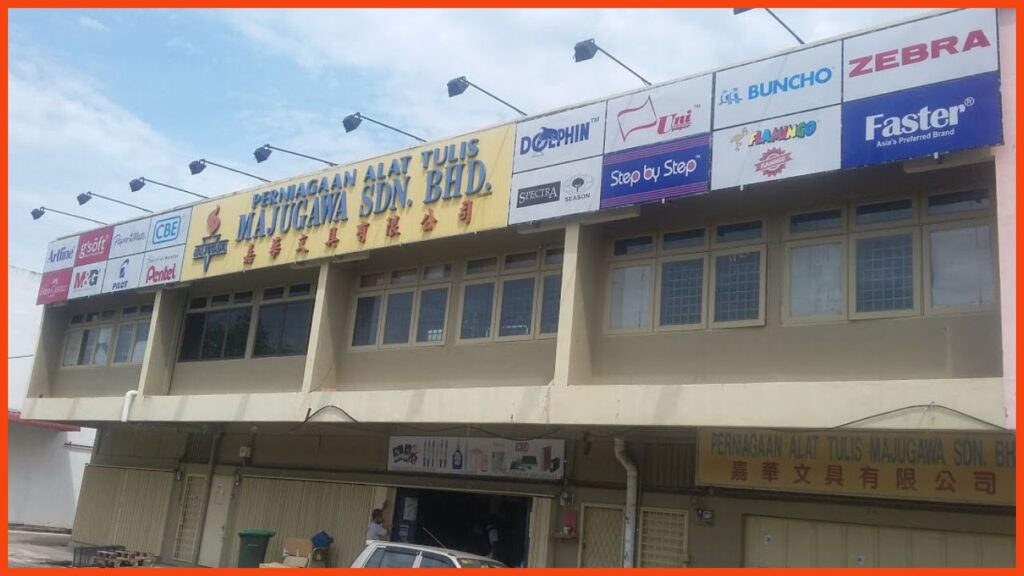 Artline
g'soft
CBE
M&G
PILOT
Pentel
PERNIAGAAN ALAT TULIS
MAJUGAWA SDN. BHD.
嘉華文具有限公司
DOLPHIN™
Uni™
BUNCHO
ZEBRA
SPECTRA
SEASON
Step by Step
FLAMINGO
Faster®
Asia's Preferred Brand
PERNIAGAAN ALAT TULIS MAJUGAWA SDN. BH
嘉華文具有限公司